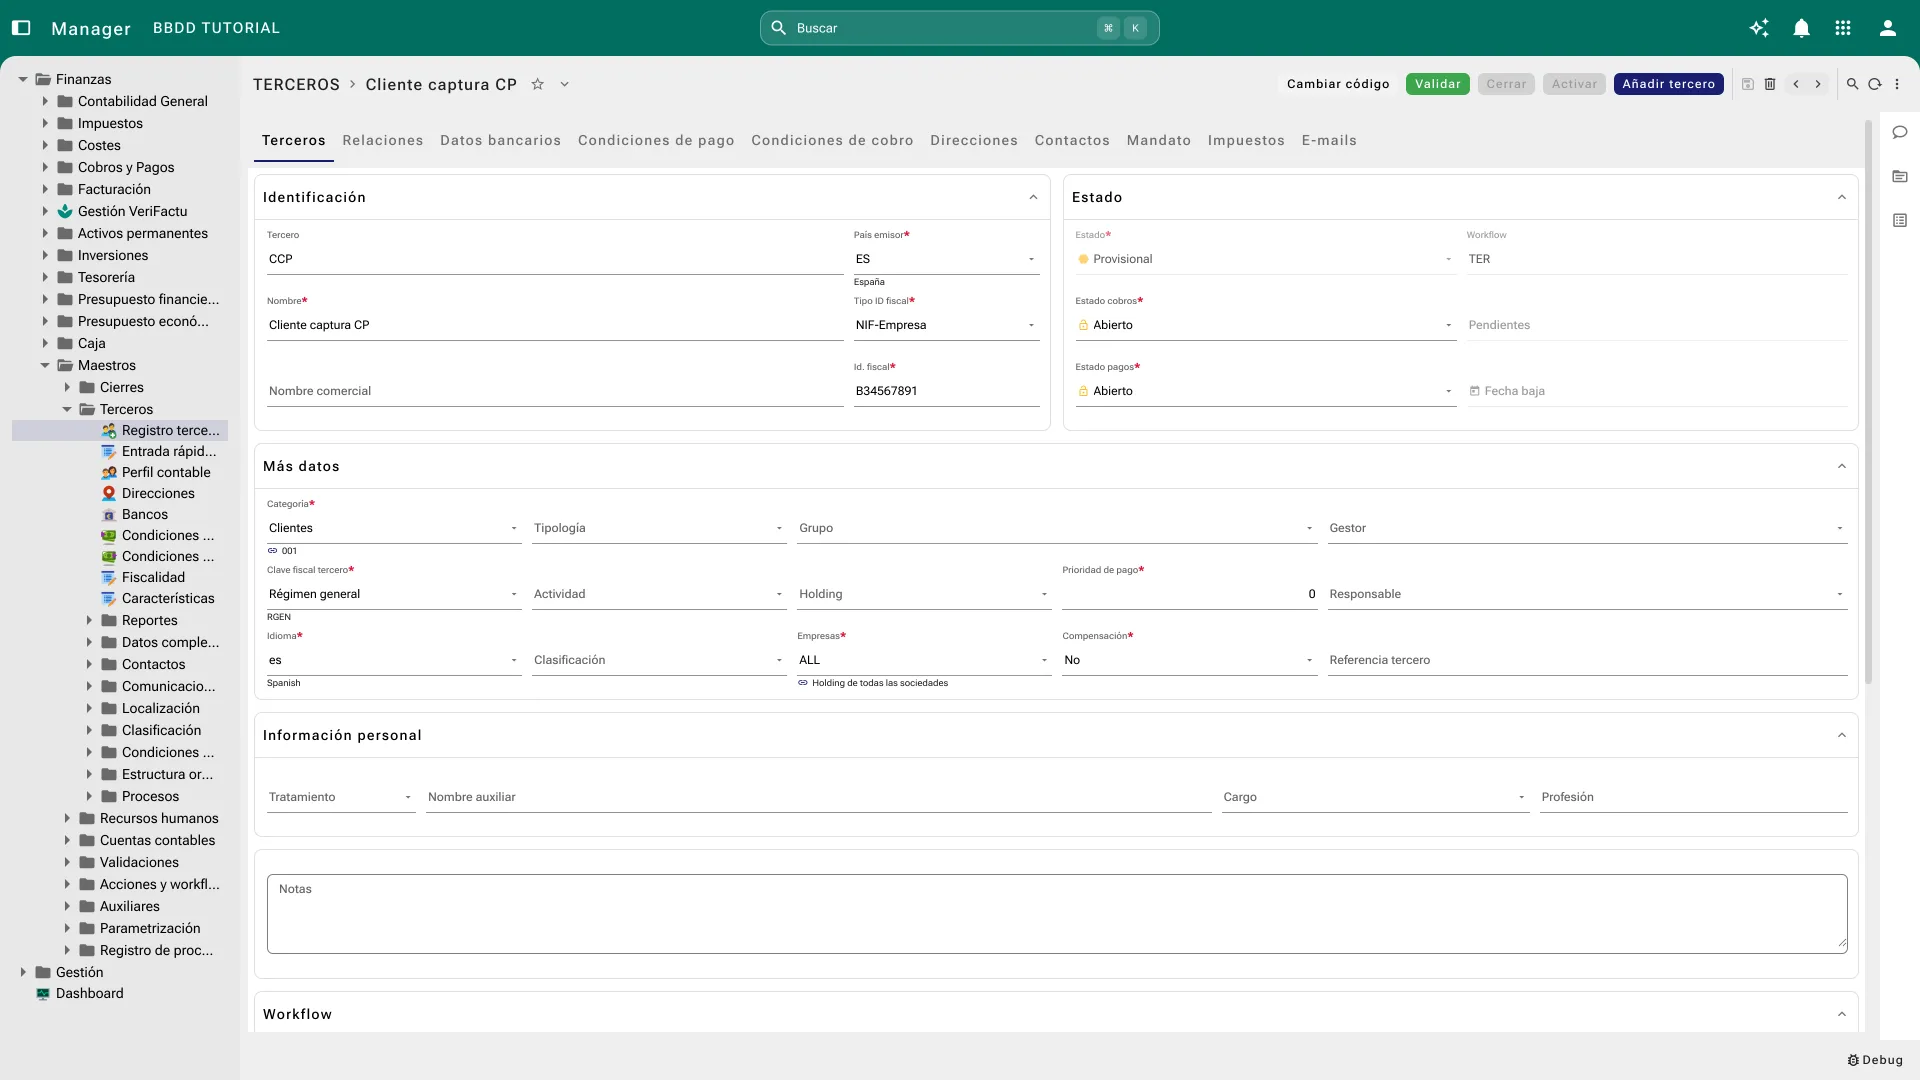 Manager BBDD TUTORIAL
Buscar ⌘ K
Finanzas
Contabilidad General
Impuestos
Costes
Cobros y Pagos
Facturación
Gestión VeriFactu
Activos permanentes
Inversiones
Tesorería
Presupuesto financie...
Presupuesto econó...
Caja
Maestros
Cierres
Terceros
Registro terce...
Entrada rápid...
Perfil contable
Direcciones
Bancos
Condiciones ...
Condiciones ...
Fiscalidad
Características
Reportes
Datos comple...
Contactos
Comunicacio...
Localización
Clasificación
Condiciones ...
Estructura or...
Procesos
Recursos humanos
Cuentas contables
Validaciones
Acciones y workfl...
Auxiliares
Parametrización
Registro de proc...
Gestión
Dashboard
TERCEROS > Cliente captura CP
Cambiar código Validar Cerrar Activar Añadir tercero
Terceros Relaciones Datos bancarios Condiciones de pago Condiciones de cobro Direcciones Contactos Mandato Impuestos E-mails
Identificación
Tercero País emisor*
CCP ES
España
Nombre* Tipo ID fiscal*
Cliente captura CP NIF-Empresa
Id. fiscal*
Nombre comercial B34567891
Estado
Estado* Workflow
Provisional TER
Estado cobros*
Abierto Pendientes
Estado pagos*
Abierto Fecha baja
Más datos
Categoría*
Clientes Tipología Grupo Gestor
001
Clave fiscal tercero* Prioridad de pago*
Régimen general Actividad Holding 0 Responsable
RGEN
Idioma* Empresas* Compensación*
es Clasificación ALL No Referencia tercero
Spanish Holding de todas las sociedades
Información personal
Tratamiento Nombre auxiliar Cargo Profesión
Notas
Workflow
Debug